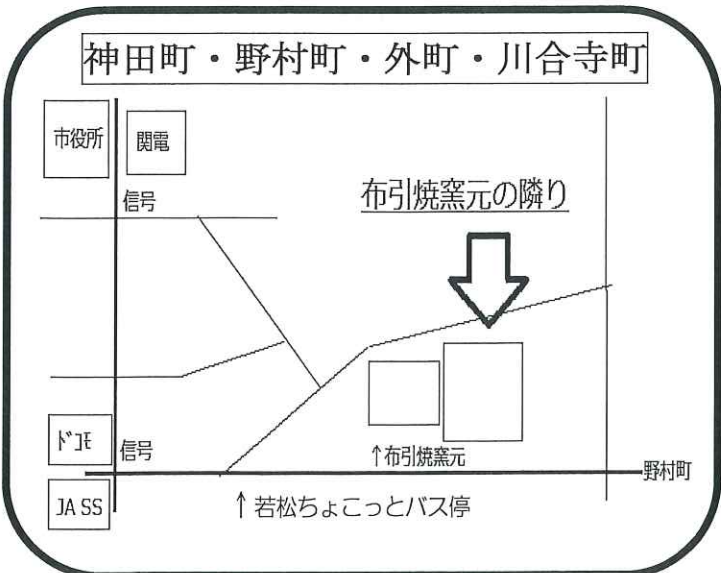 神田町・野村町・外町・川合寺町
市役所
関電
信号
布引焼窯元の隣り
ドコモ
信号
↑布引焼窯元
野村町
JA SS
↑ 若松ちょこっとバス停